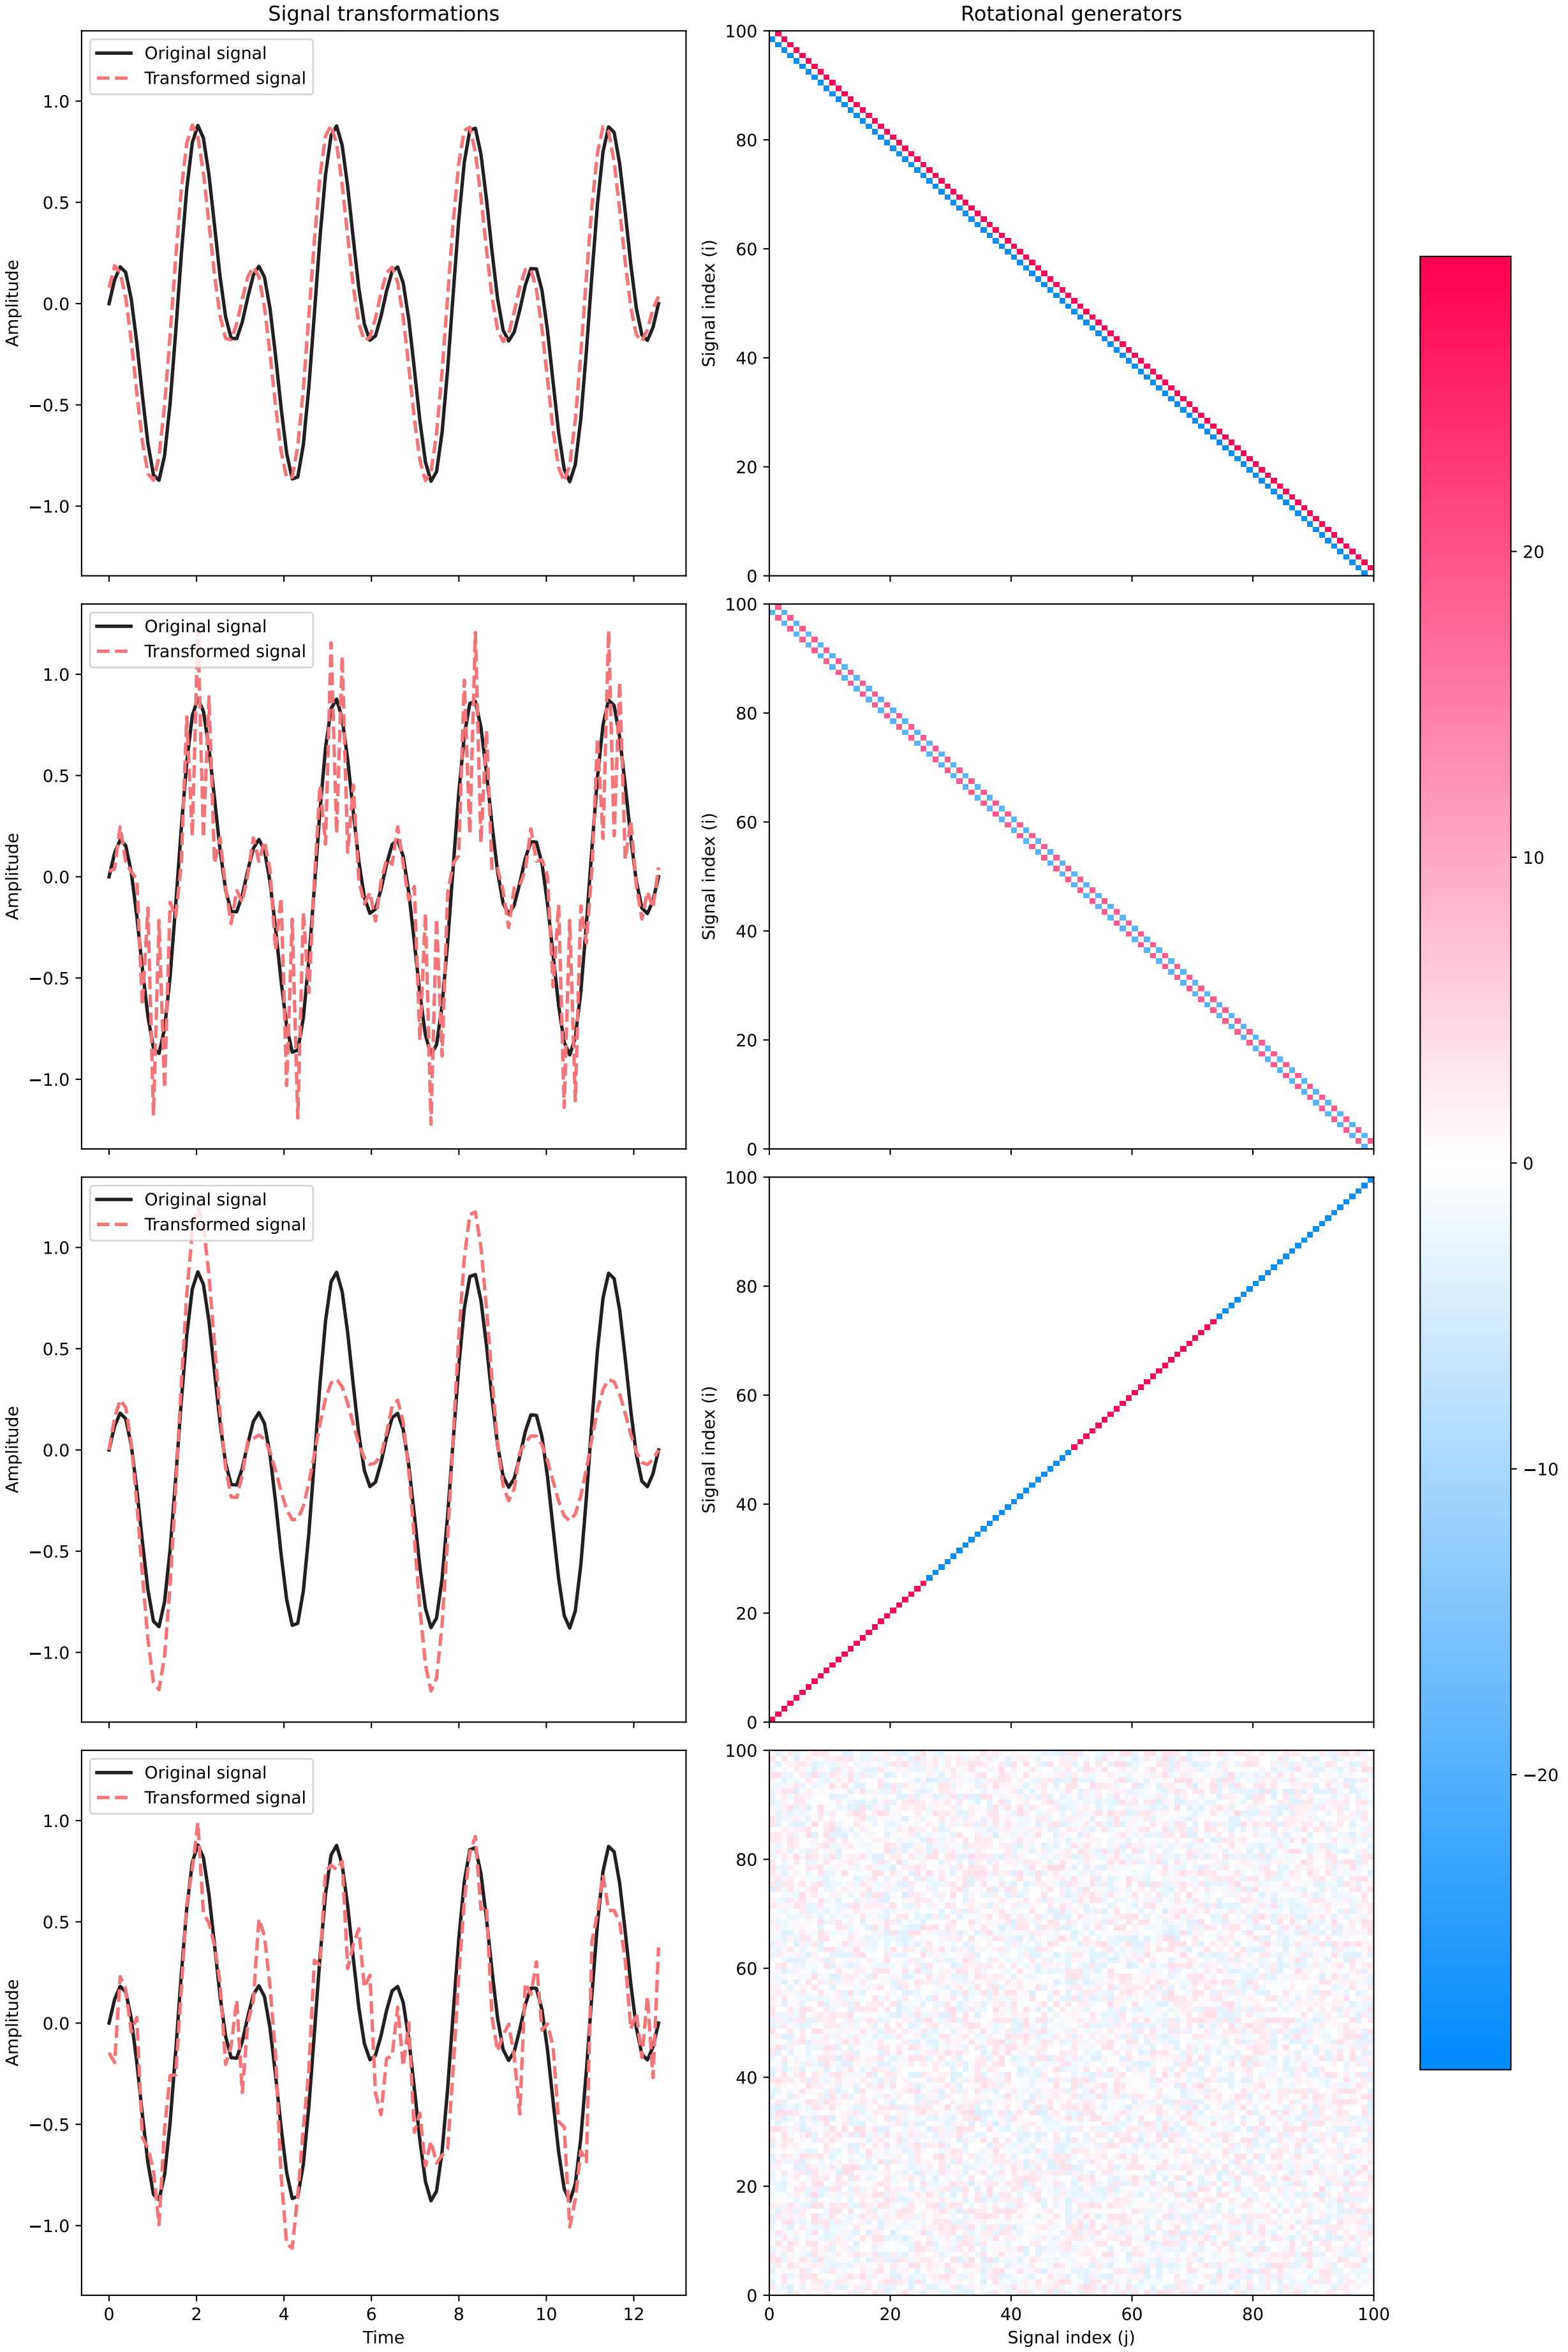 Signal transformations
Rotational generators
Original signal
Transformed signal
1.0
0.5
0.0
−0.5
−1.0
Amplitude
100
80
60
40
20
0
Signal index (i)
Original signal
Transformed signal
1.0
0.5
0.0
−0.5
−1.0
Amplitude
100
80
60
40
20
0
Signal index (i)
Original signal
Transformed signal
1.0
0.5
0.0
−0.5
−1.0
Amplitude
100
80
60
40
20
0
Signal index (i)
Original signal
Transformed signal
1.0
0.5
0.0
−0.5
−1.0
Amplitude
0 2 4 6 8 10 12
Time
100
80
60
40
20
0
0 20 40 60 80 100
Signal index (j)
20
10
0
−10
−20